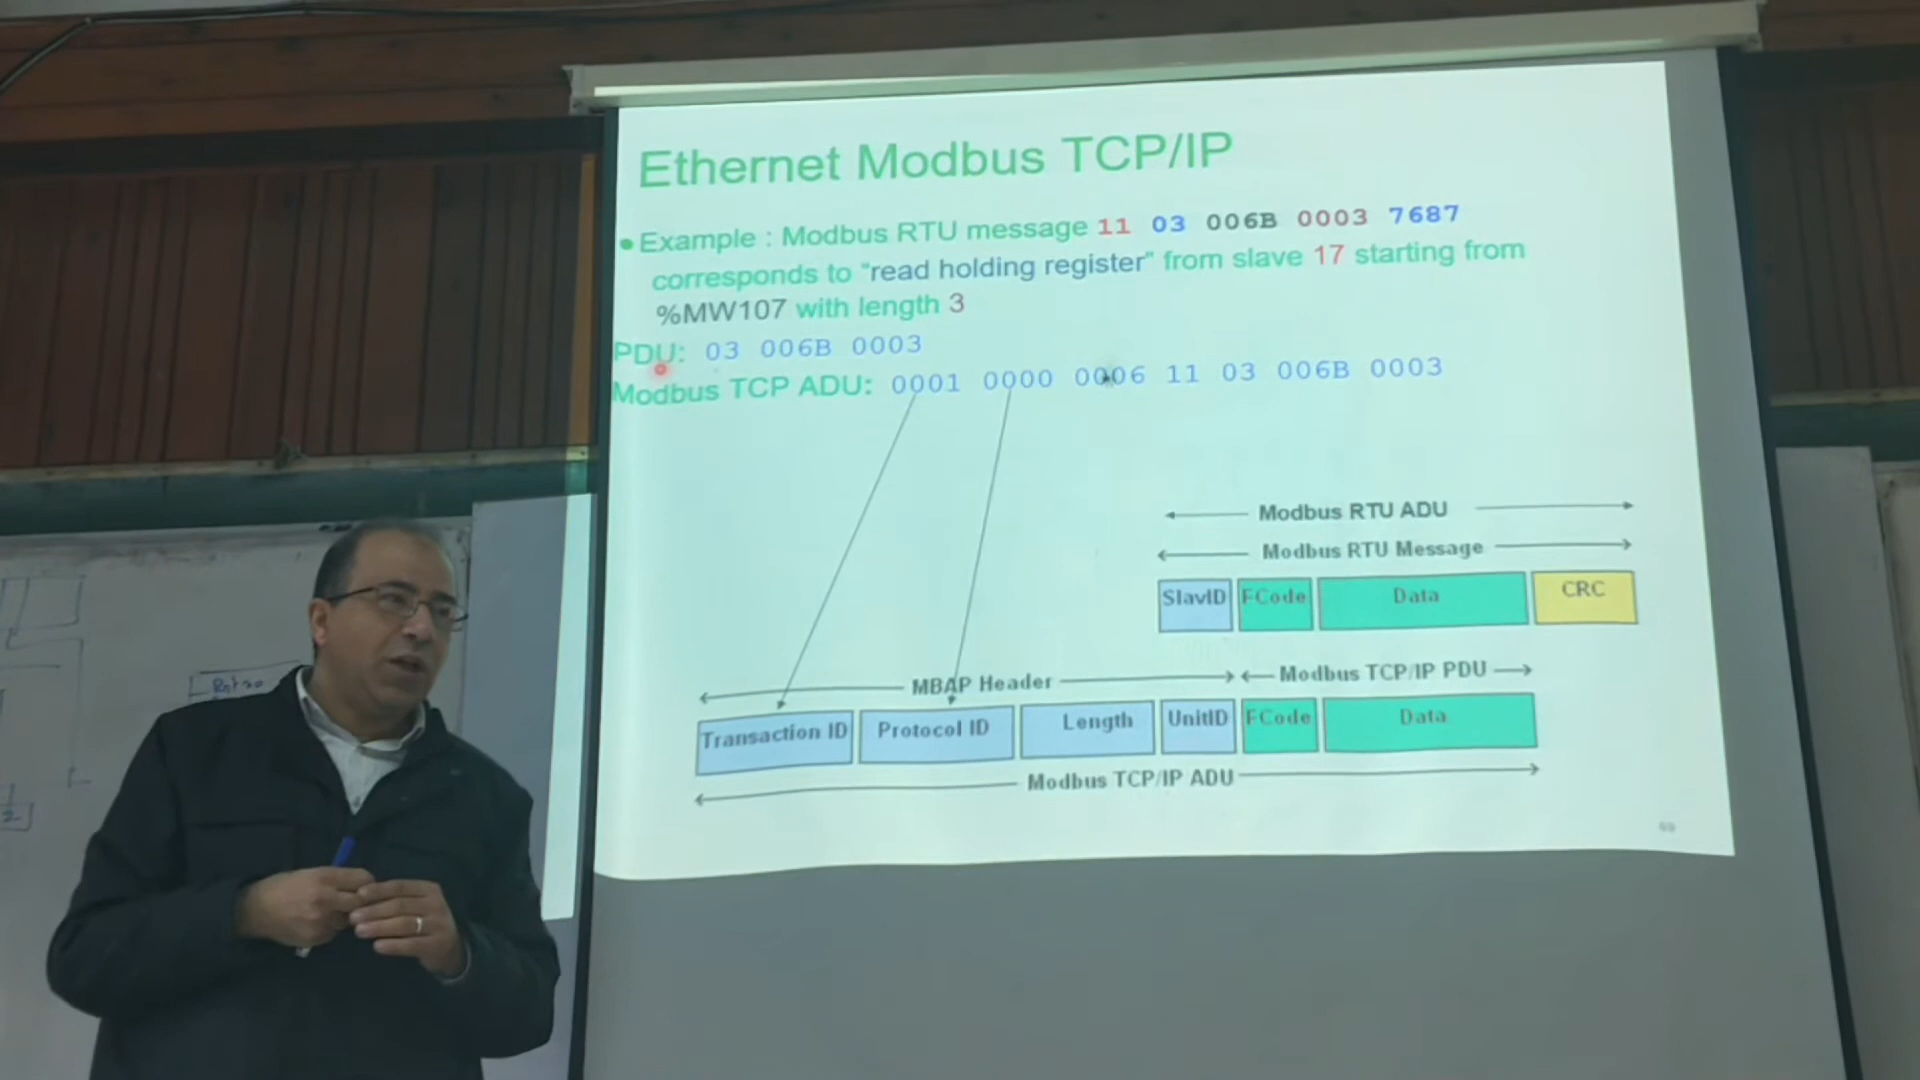 Ethernet Modbus TCP/IP
Example : Modbus RTU message 11 03 006B 0003 7687
corresponds to "read holding register" from slave 17 starting from
%MW107 with length 3
PDU: 03 006B 0003
Modbus TCP ADU: 0001 0000 0006 11 03 006B 0003
Modbus RTU ADU
Modbus RTU Message
SlavID FCode Data CRC
MBAP Header Modbus TCP/IP PDU
Transaction ID Protocol ID Length UnitID FCode Data
Modbus TCP/IP ADU